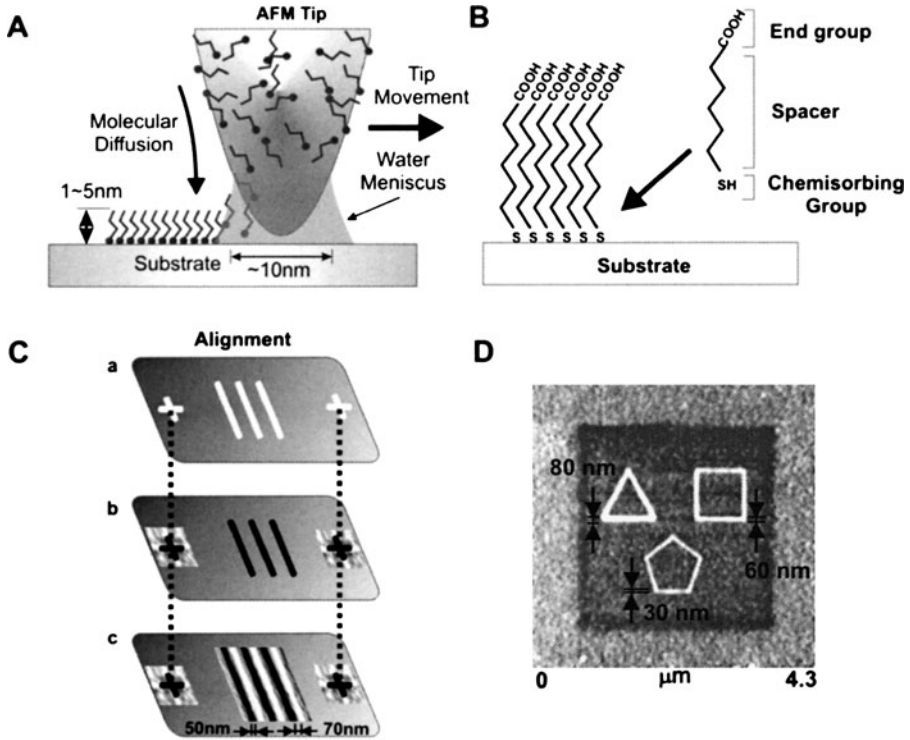 A
AFM Tip
Molecular
Diffusion
Tip
Movement
Water
Meniscus
1~5nm
Substrate
~10nm
B
COOH
COOH
COOH
COOH
COOH
COOH
S S S S S S
Substrate
COOH
End group
Spacer
SH
Chemisorbing
Group
C
Alignment
a
b
c
50nm
70nm
D
80 nm
60 nm
30 nm
0 µm 4.3